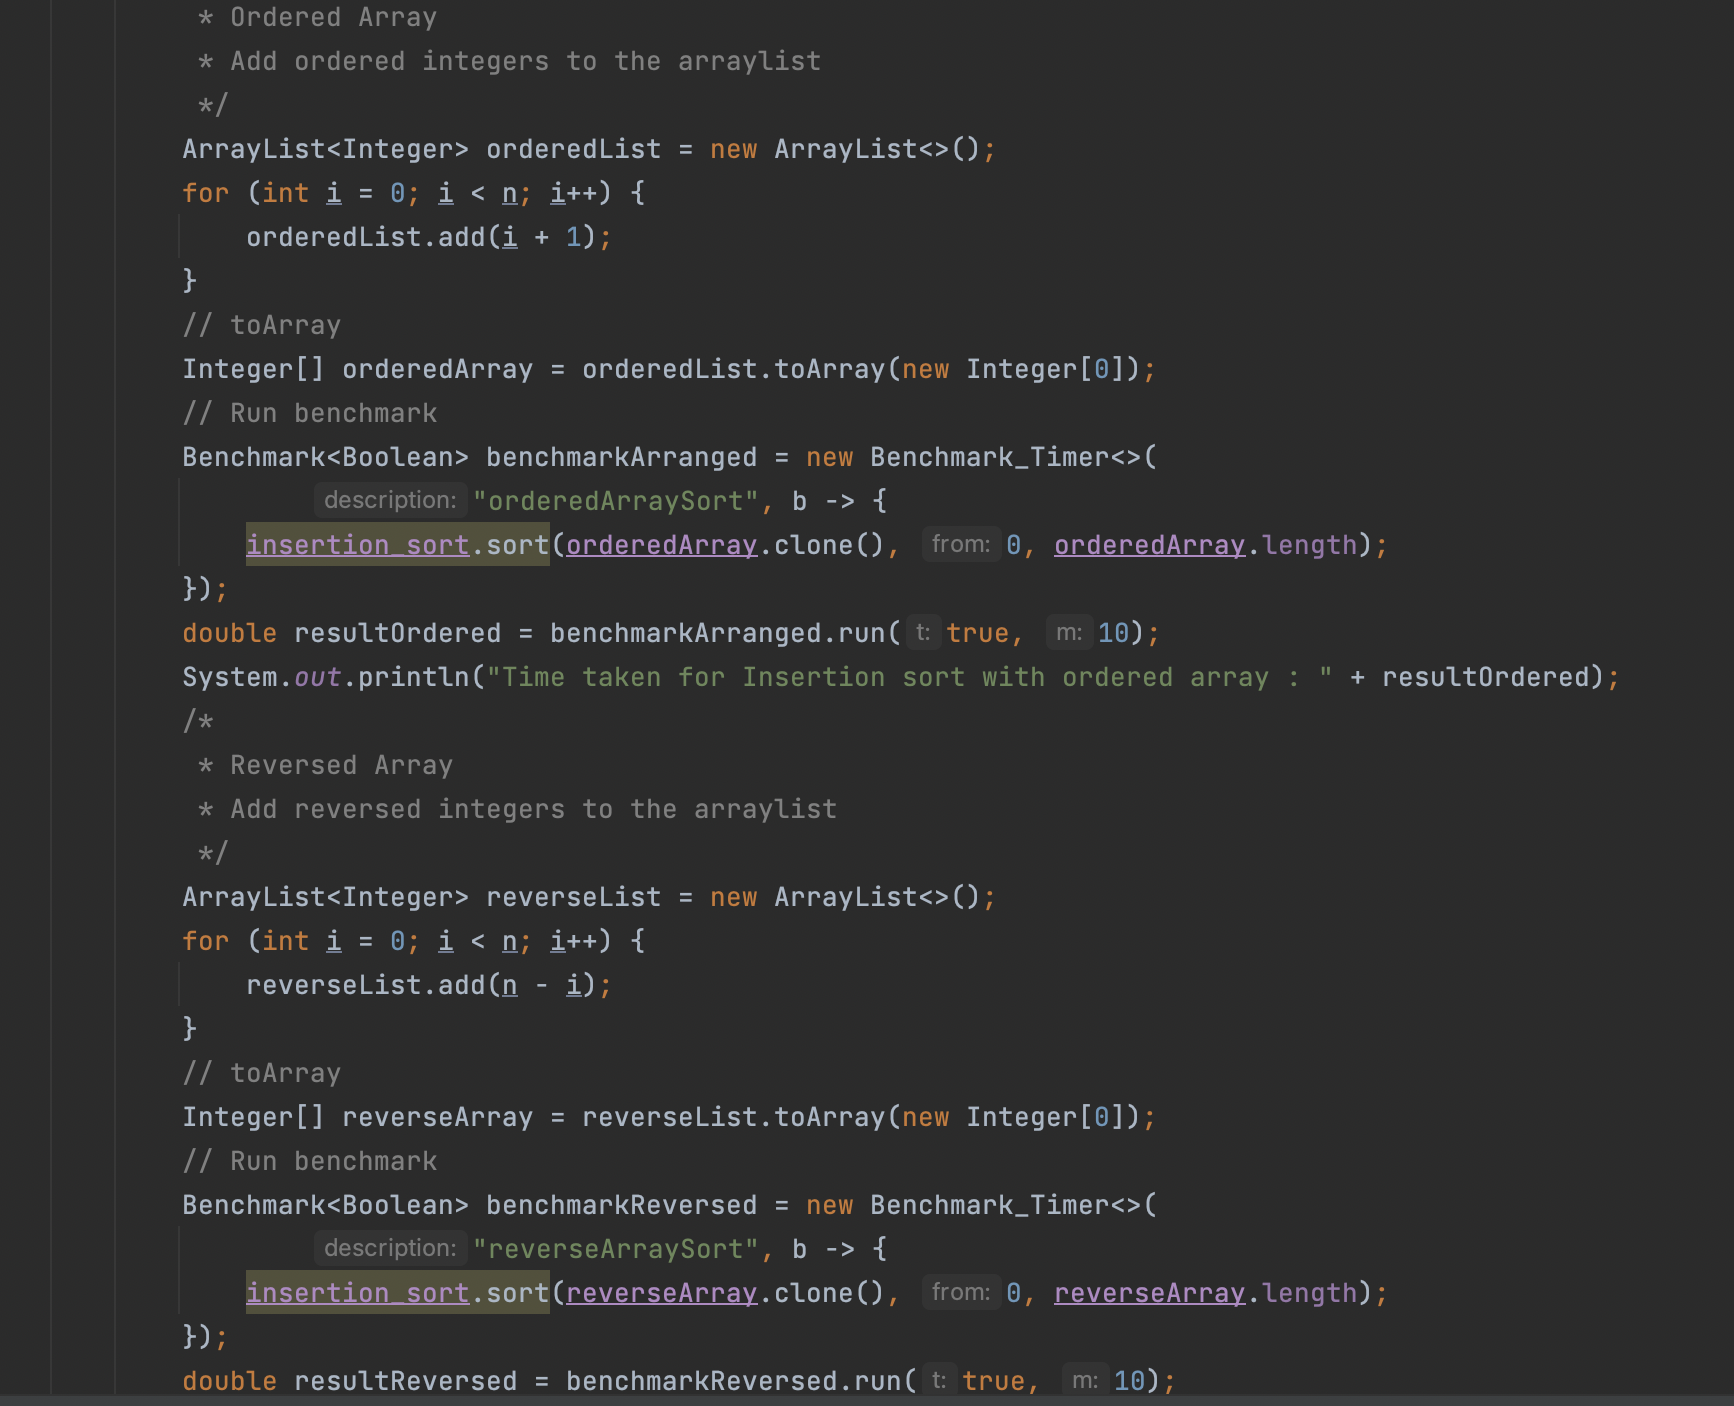 * Ordered Array
* Add ordered integers to the arraylist
*/
ArrayList<Integer> orderedList = new ArrayList<>();
for (int i = 0; i < n; i++) {
orderedList.add(i + 1);
}
// toArray
Integer[] orderedArray = orderedList.toArray(new Integer[0]);
// Run benchmark
Benchmark<Boolean> benchmarkArranged = new Benchmark_Timer<>(
description: "orderedArraySort", b -> {
insertion_sort.sort(orderedArray.clone(), from: 0, orderedArray.length);
});
double resultOrdered = benchmarkArranged.run( t: true, m: 10);
System.out.println("Time taken for Insertion sort with ordered array : " + resultOrdered);
/*
* Reversed Array
* Add reversed integers to the arraylist
*/
ArrayList<Integer> reverseList = new ArrayList<>();
for (int i = 0; i < n; i++) {
reverseList.add(n - i);
}
// toArray
Integer[] reverseArray = reverseList.toArray(new Integer[0]);
// Run benchmark
Benchmark<Boolean> benchmarkReversed = new Benchmark_Timer<>(
description: "reverseArraySort", b -> {
insertion_sort.sort(reverseArray.clone(), from: 0, reverseArray.length);
});
double resultReversed = benchmarkReversed.run( t: true, m: 10);